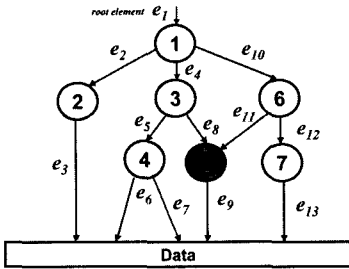 root element e1
1
e2 e4 e10
2 3 6
e5 e8 e11 e12
e3 4 7
e6 e7 e9 e13
Data